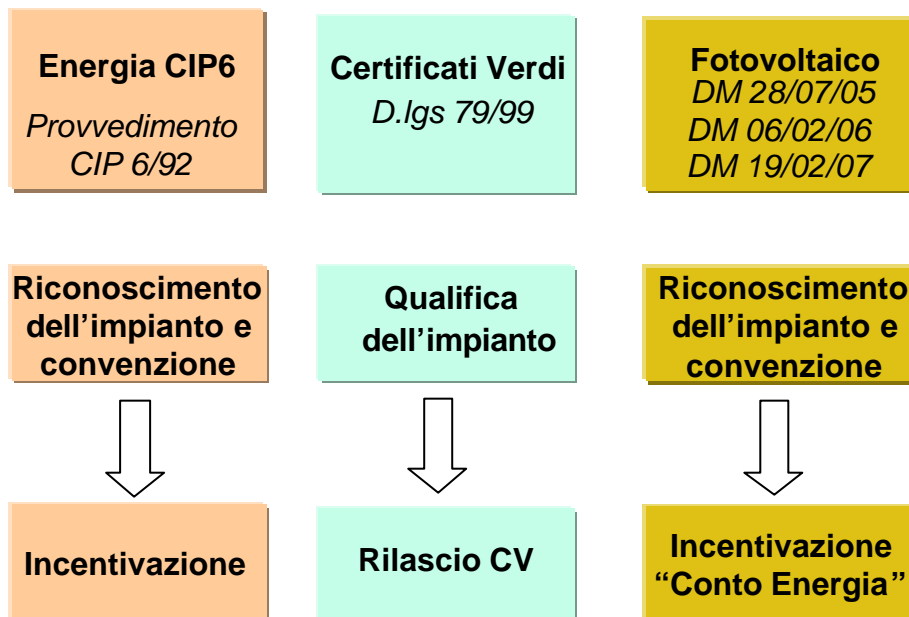 Energia CIP6
Provvedimento
CIP 6/92
Certificati Verdi
D.lgs 79/99
Fotovoltaico
DM 28/07/05
DM 06/02/06
DM 19/02/07
Riconoscimento
dell’impianto e
convenzione
Qualifica
dell’impianto
Riconoscimento
dell’impianto e
convenzione
Incentivazione
Rilascio CV
Incentivazione
“Conto Energia”